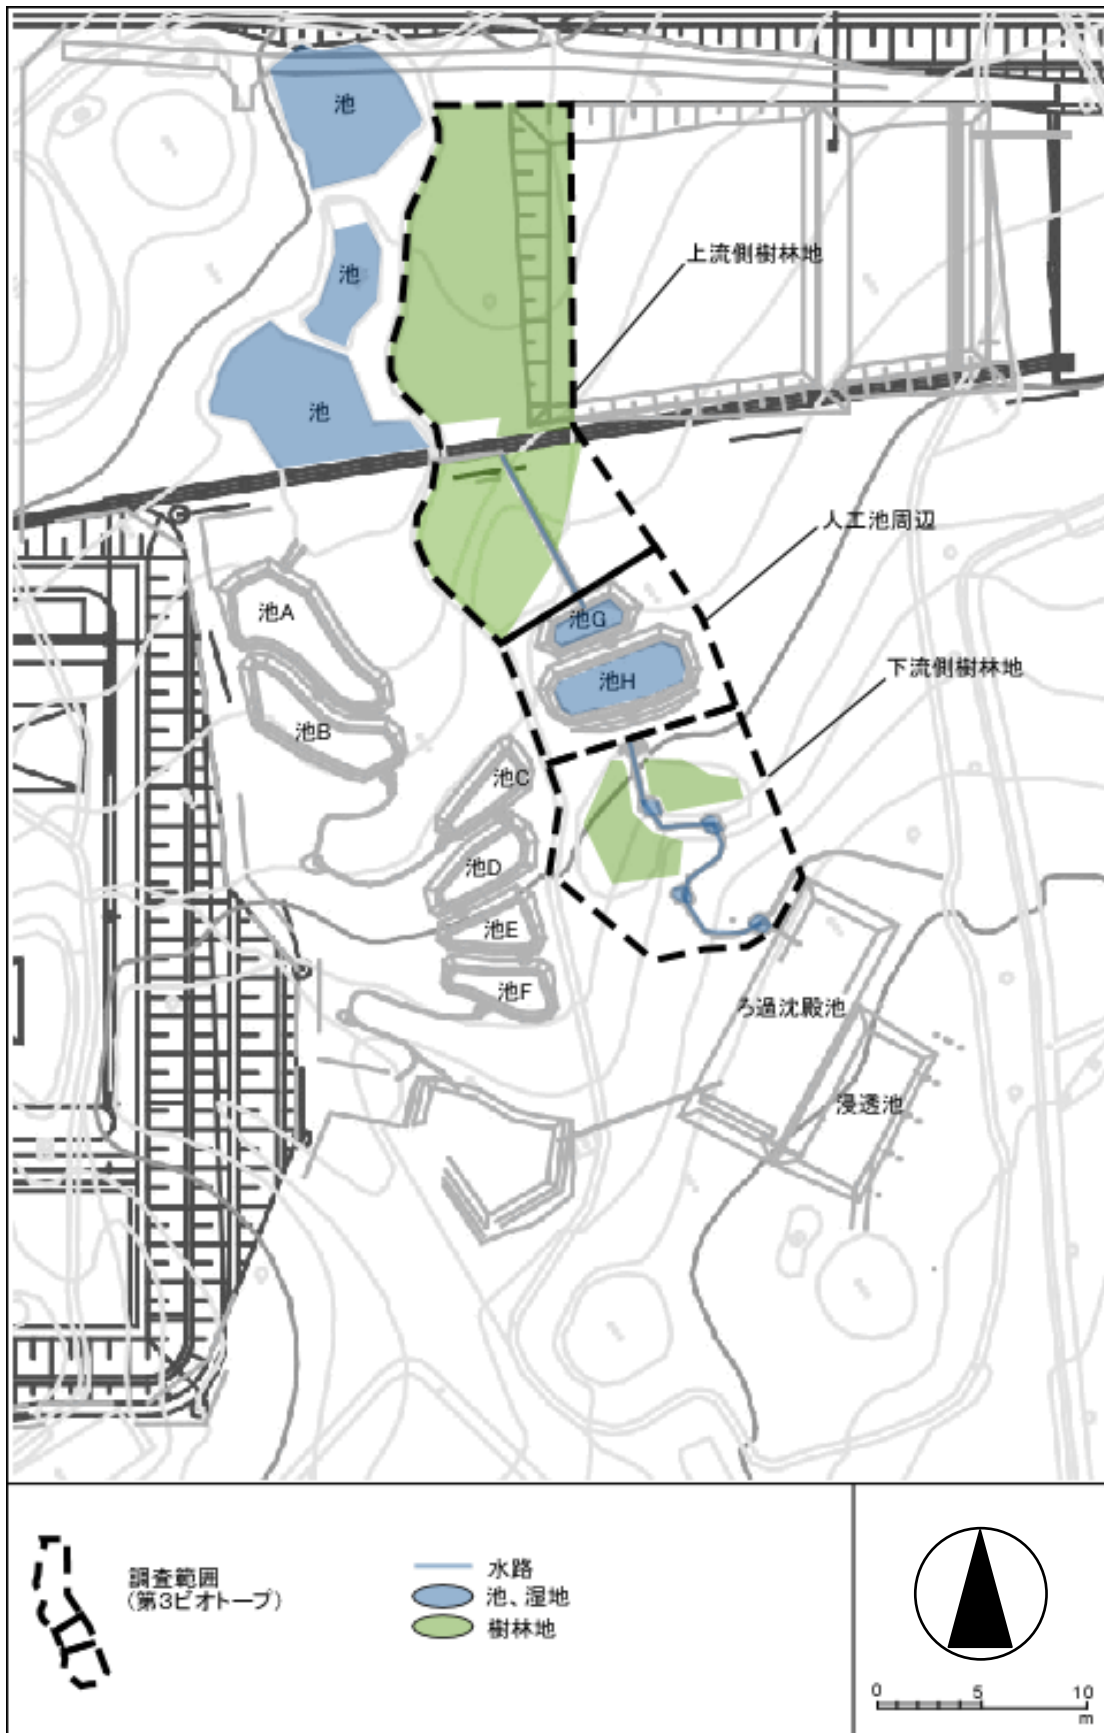 池
上流側樹林地
池
池
人工池周辺
池A
池G
下流側樹林地
池H
池B
池C
池D
池E
池F
ろ過沈殿池
浸透池
調査範囲
(第3ビオトープ)
水路
池、湿地
樹林地
0 5 10
m